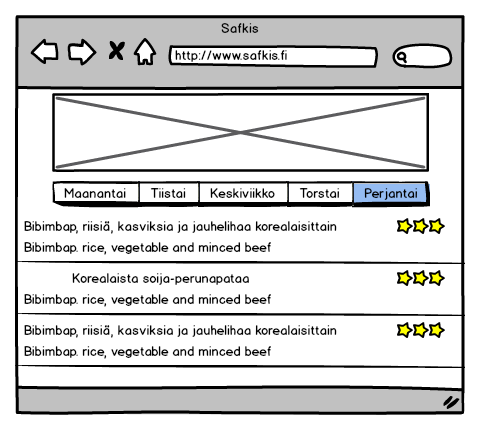 Safkis
http://www.safkis.fi
Maanantai Tiistai Keskiviikko Torstai Perjantai
Bibimbap, riisiä, kasviksia ja jauhelihaa korealaisittain
Bibimbap. rice, vegetable and minced beef
Korealaista soija-perunapataa
Bibimbap. rice, vegetable and minced beef
Bibimbap, riisiä, kasviksia ja jauhelihaa korealaisittain
Bibimbap. rice, vegetable and minced beef